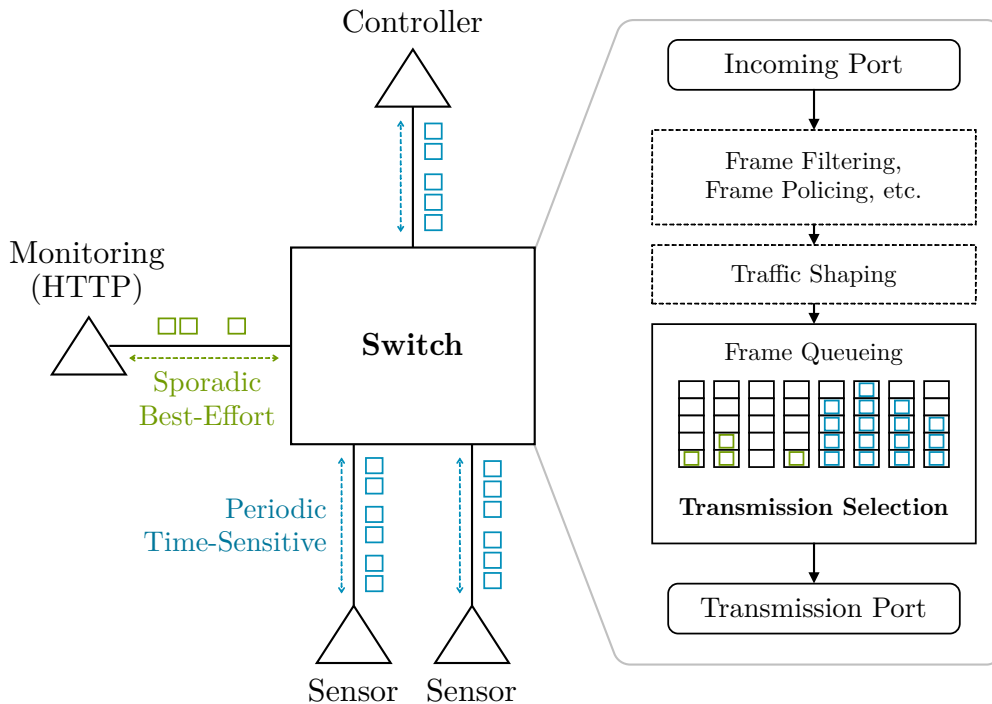 Controller
Monitoring
(HTTP)
Sporadic
Best-Effort
Switch
Periodic
Time-Sensitive
Sensor
Sensor
Incoming Port
Frame Filtering,
Frame Policing, etc.
Traffic Shaping
Frame Queueing
Transmission Selection
Transmission Port